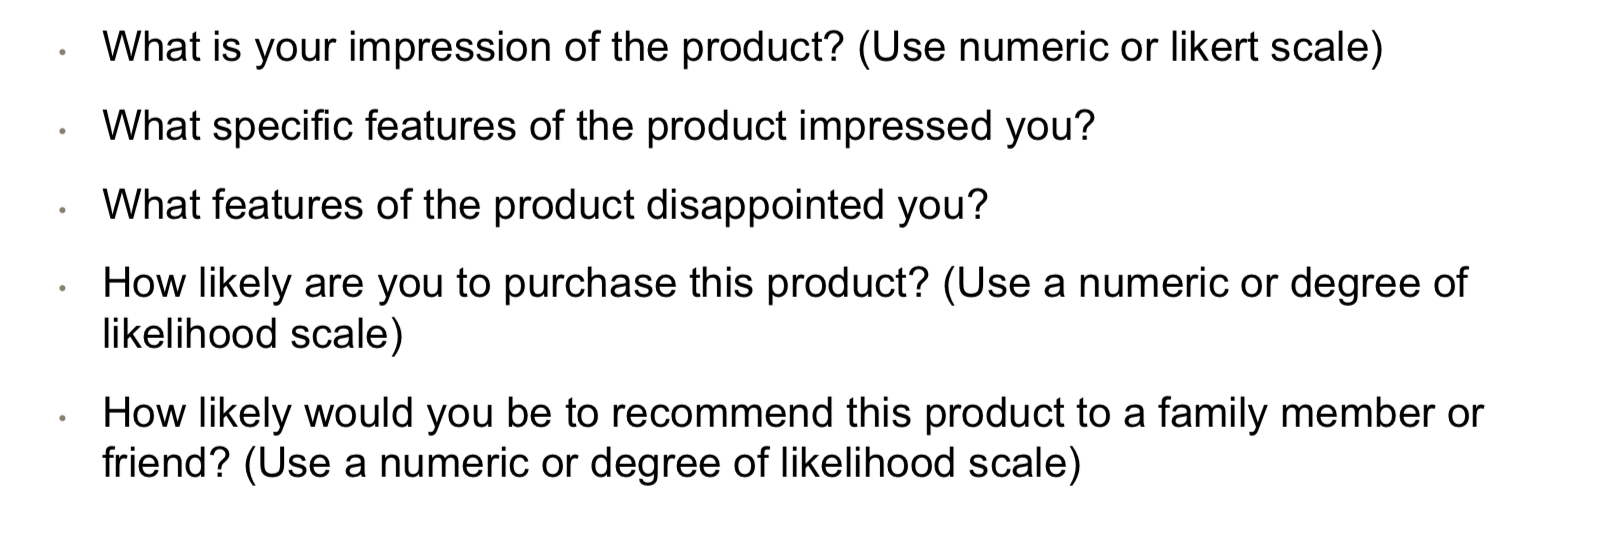 • What is your impression of the product? (Use numeric or likert scale)
• What specific features of the product impressed you?
• What features of the product disappointed you?
• How likely are you to purchase this product? (Use a numeric or degree of
likelihood scale)
• How likely would you be to recommend this product to a family member or
friend? (Use a numeric or degree of likelihood scale)